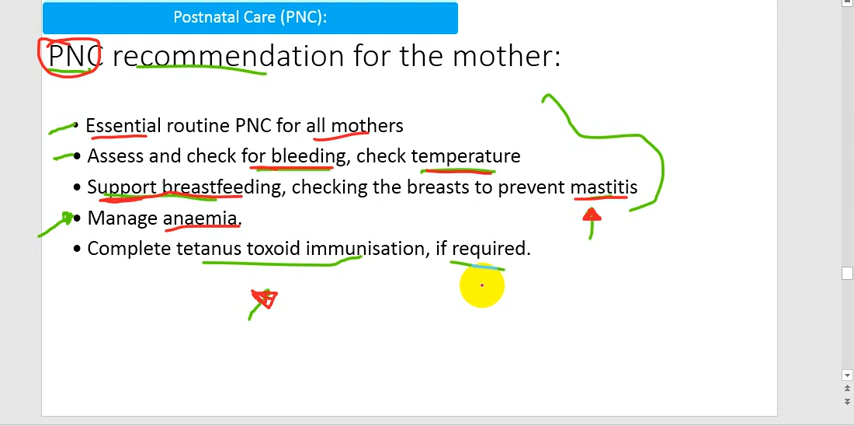 Postnatal Care (PNC):
PNC recommendation for the mother:
• Essential routine PNC for all mothers
• Assess and check for bleeding, check temperature
• Support breastfeeding, checking the breasts to prevent mastitis
• Manage anaemia.
• Complete tetanus toxoid immunisation, if required.